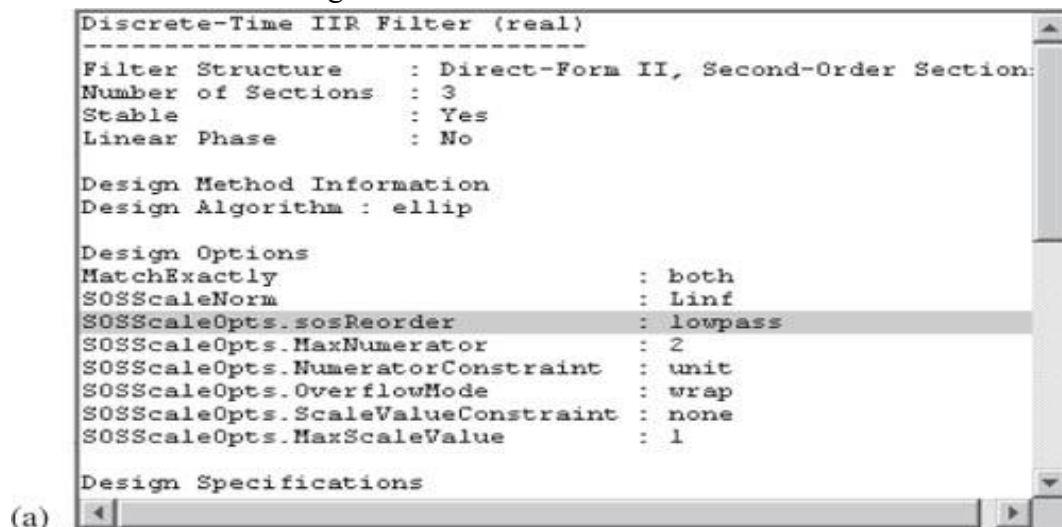 Discrete-Time IIR Filter (real)
-------------------------------
Filter Structure : Direct-Form II, Second-Order Section
Number of Sections : 3
Stable : Yes
Linear Phase : No
Design Method Information
Design Algorithm : ellip
Design Options
MatchExactly : both
SOSScaleNorm : Linf
SOSScaleOpts.sosReorder : lowpass
SOSScaleOpts.MaxNumerator : 2
SOSScaleOpts.NumeratorConstraint : unit
SOSScaleOpts.OverflowMode : wrap
SOSScaleOpts.ScaleValueConstraint : none
SOSScaleOpts.MaxScaleValue : 1
Design Specifications
(a)